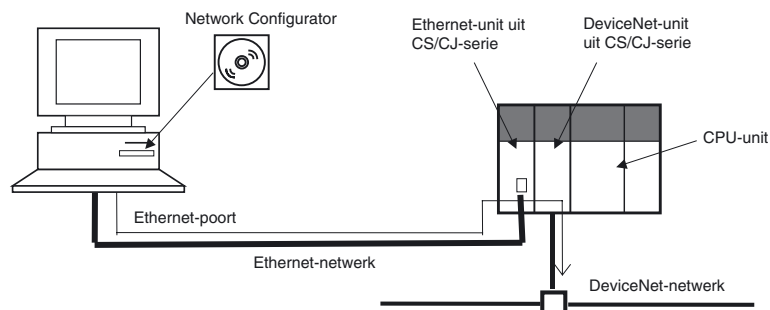 Network Configurator
Ethernet-unit uit
CS/CJ-serie
DeviceNet-unit
uit CS/CJ-serie
CPU-unit
Ethernet-poort
Ethernet-netwerk
DeviceNet-netwerk